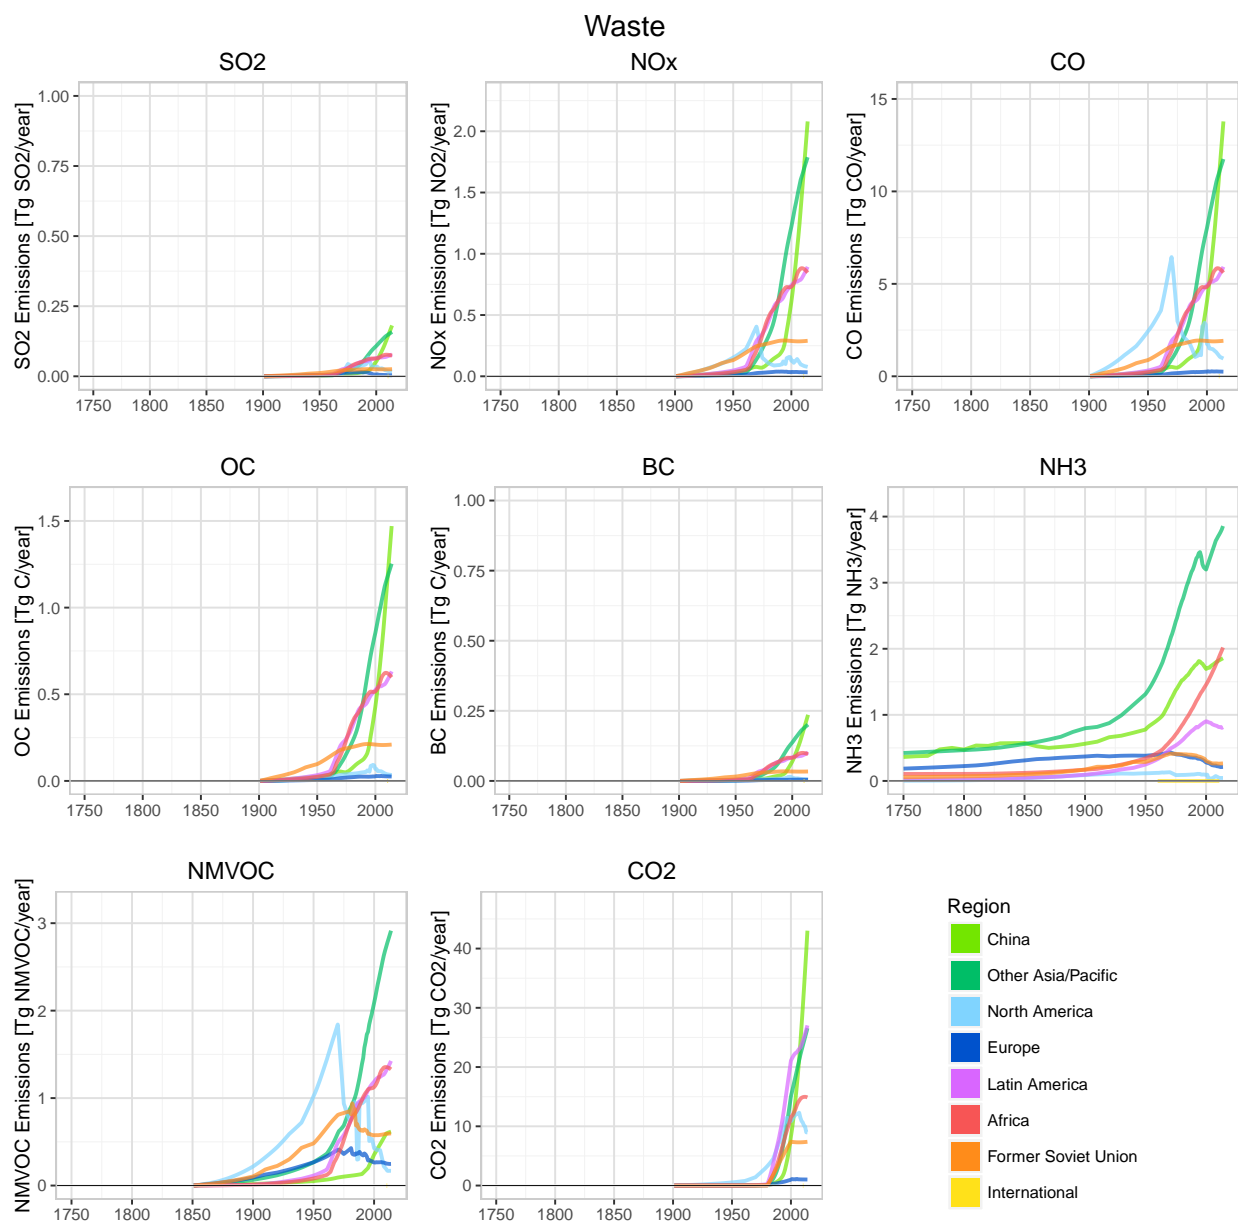 Waste
SO2
NOx
CO
SO2 Emissions [Tg SO2/year]
1.00
0.75
0.50
0.25
0.00
1750 1800 1850 1900 1950 2000
NOx Emissions [Tg NO2/year]
2.0
1.5
1.0
0.5
0.0
1750 1800 1850 1900 1950 2000
CO Emissions [Tg CO/year]
15
10
5
0
1750 1800 1850 1900 1950 2000
OC
BC
NH3
OC Emissions [Tg C/year]
1.5
1.0
0.5
0.0
1750 1800 1850 1900 1950 2000
BC Emissions [Tg C/year]
1.00
0.75
0.50
0.25
0.00
1750 1800 1850 1900 1950 2000
NH3 Emissions [Tg NH3/year]
4
3
2
1
0
1750 1800 1850 1900 1950 2000
NMVOC
CO2
NMVOC Emissions [Tg NMVOC/year]
3
2
1
0
1750 1800 1850 1900 1950 2000
CO2 Emissions [Tg CO2/year]
40
30
20
10
0
1750 1800 1850 1900 1950 2000
Region
China
Other Asia/Pacific
North America
Europe
Latin America
Africa
Former Soviet Union
International